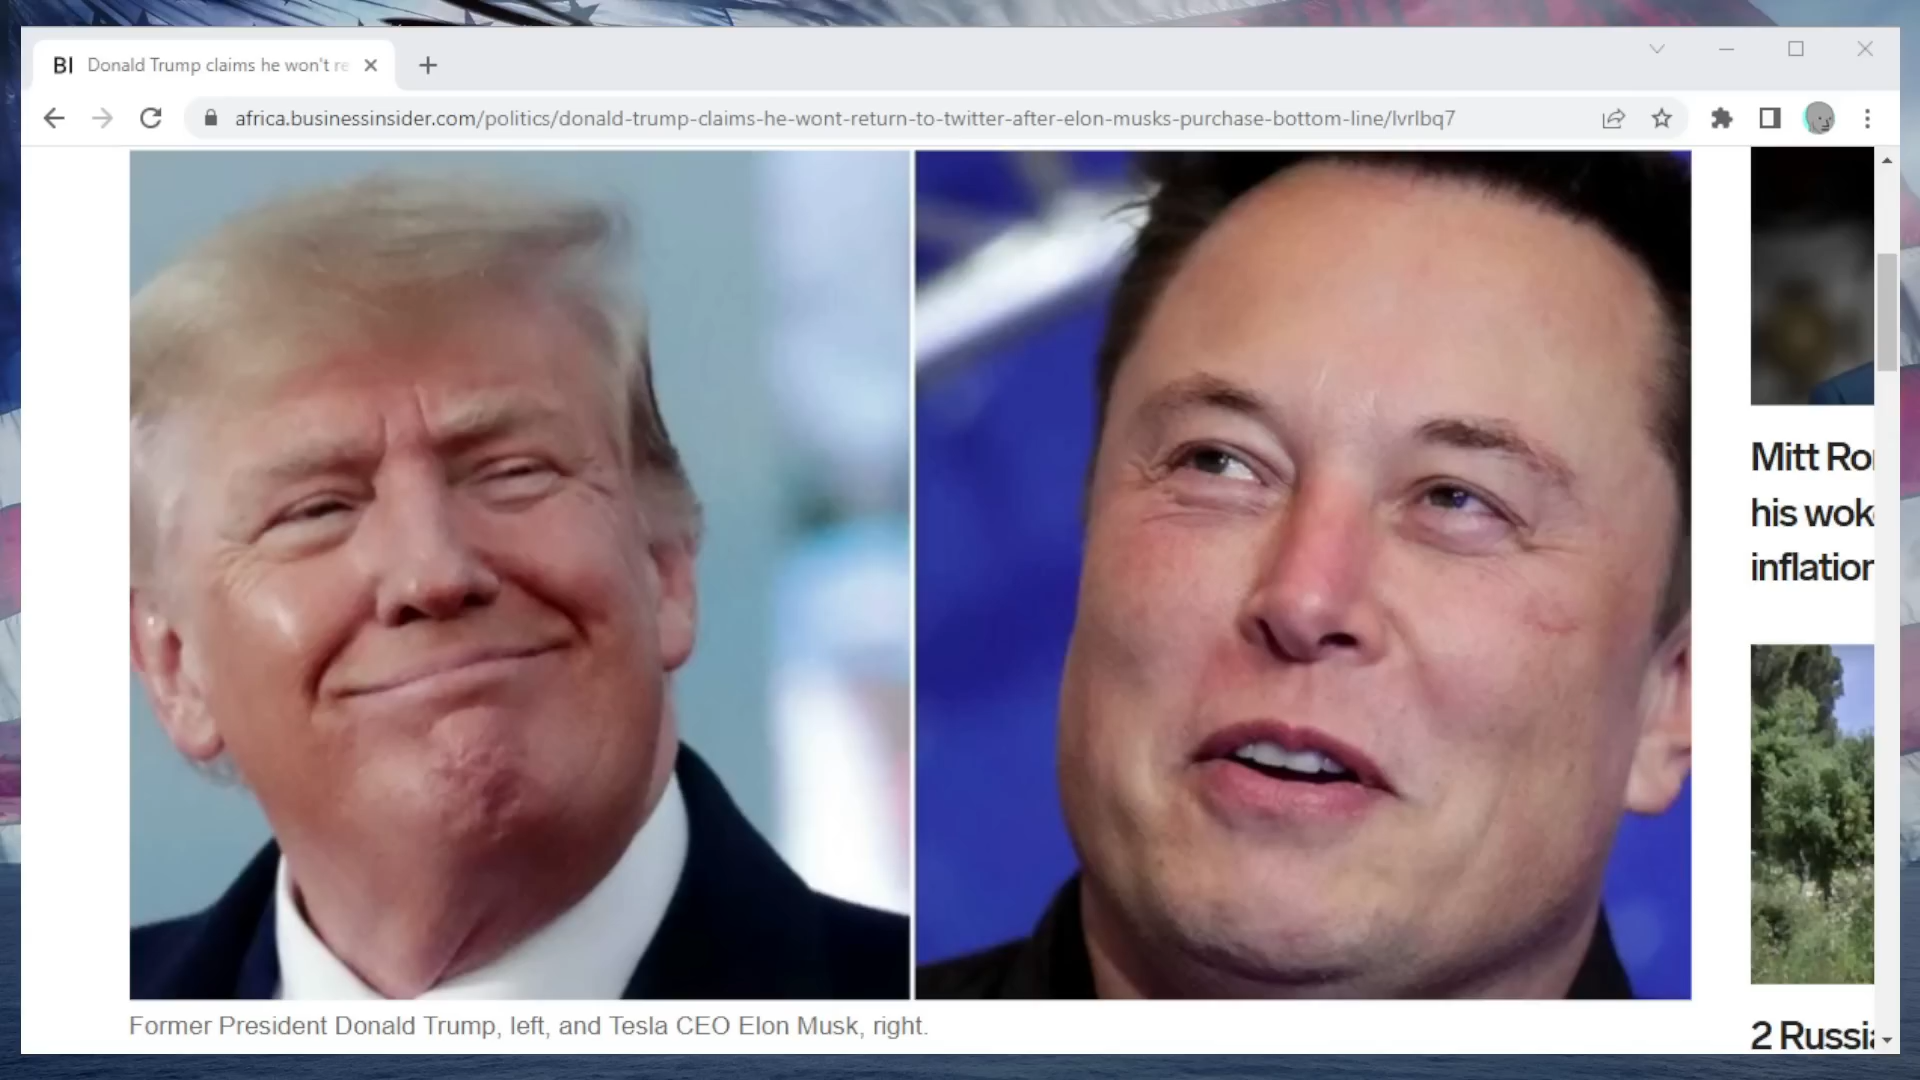 BI Donald Trump claims he won't re
africa.businessinsider.com/politics/donald-trump-claims-he-wont-return-to-twitter-after-elon-musks-purchase-bottom-line/lvrlbq7
Former President Donald Trump, left, and Tesla CEO Elon Musk, right.
Mitt Ro
his wok
inflation
2 Russia